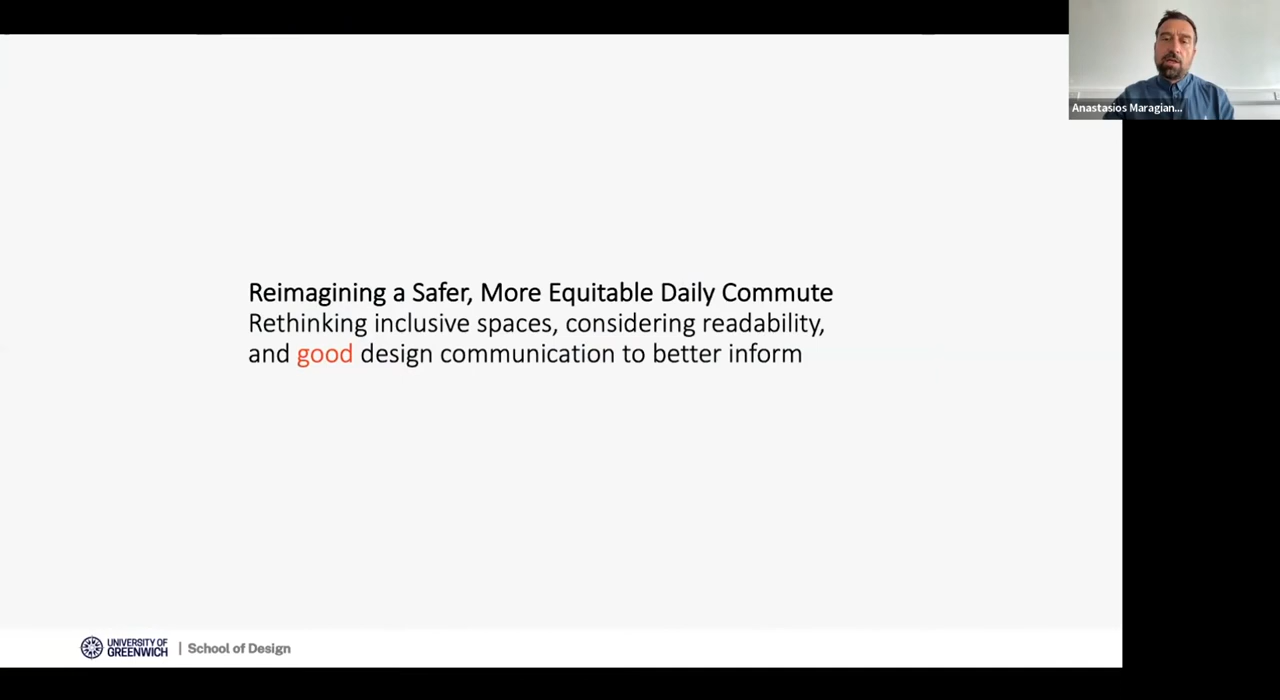 Anastasios Maragian...
Reimagining a Safer, More Equitable Daily Commute
Rethinking inclusive spaces, considering readability,
and good design communication to better inform
UNIVERSITY OF
GREENWICH | School of Design